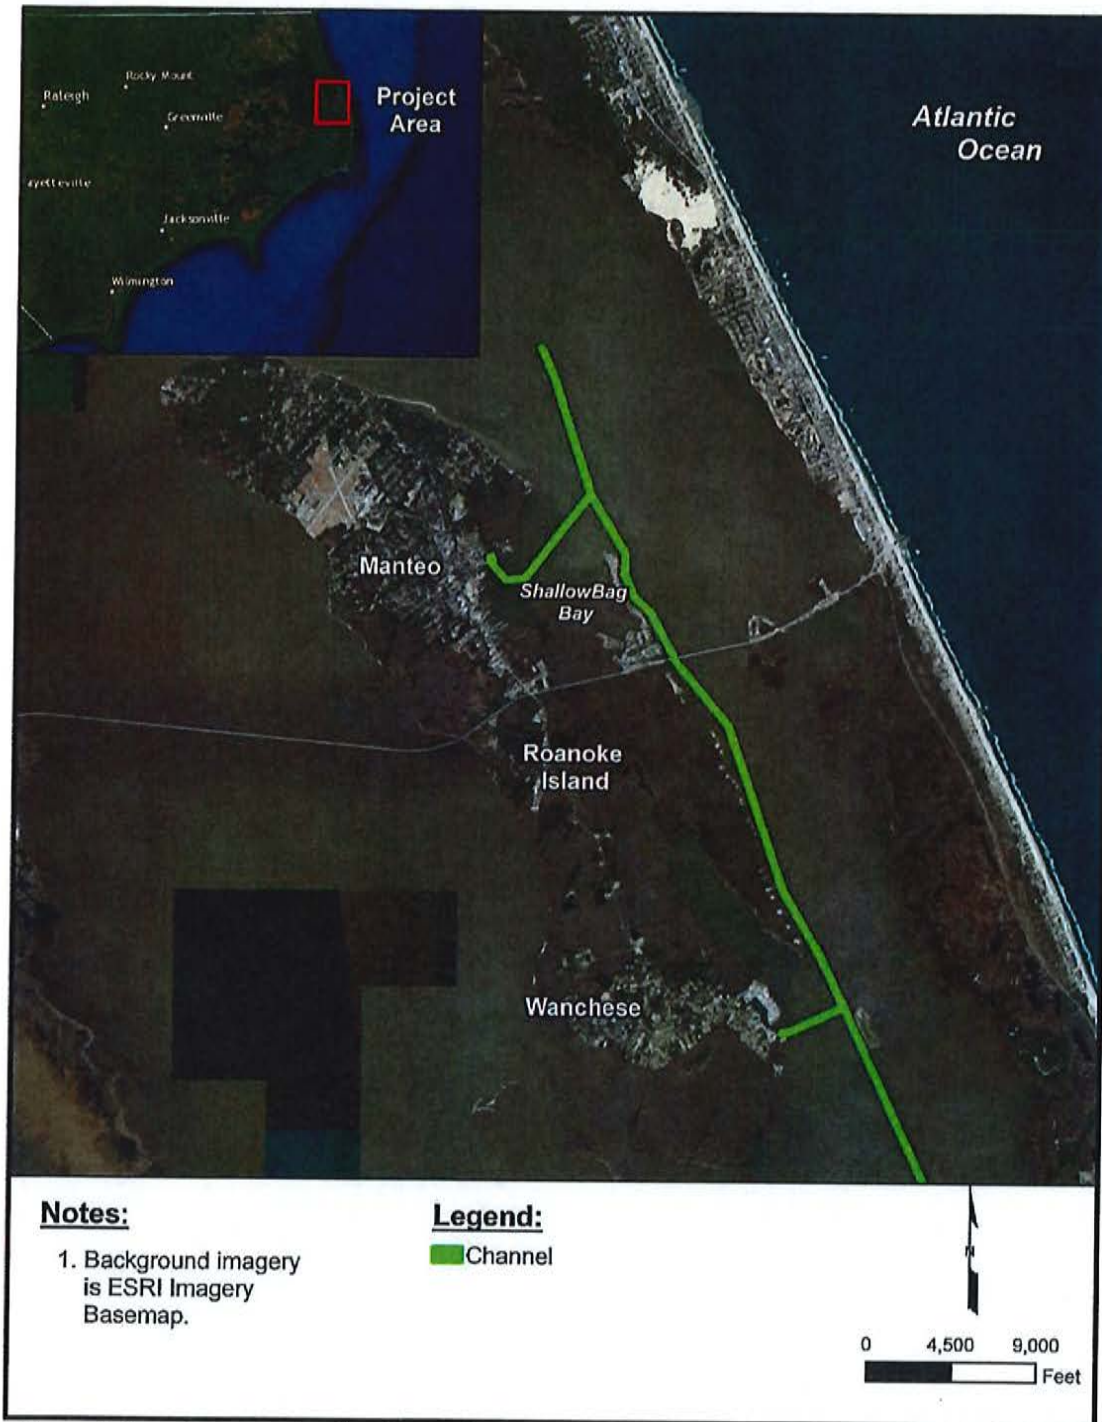 Rocky Mount
Raleigh
Greenville
ayetteville
Jacksonville
Wilmington
Project
Area
Atlantic
Ocean
Manteo
ShallowBag
Bay
Roanoke
Island
Wanchese
Notes:
1. Background imagery
is ESRI Imagery
Basemap.
Legend:
Channel
N
0 4,500 9,000
Feet